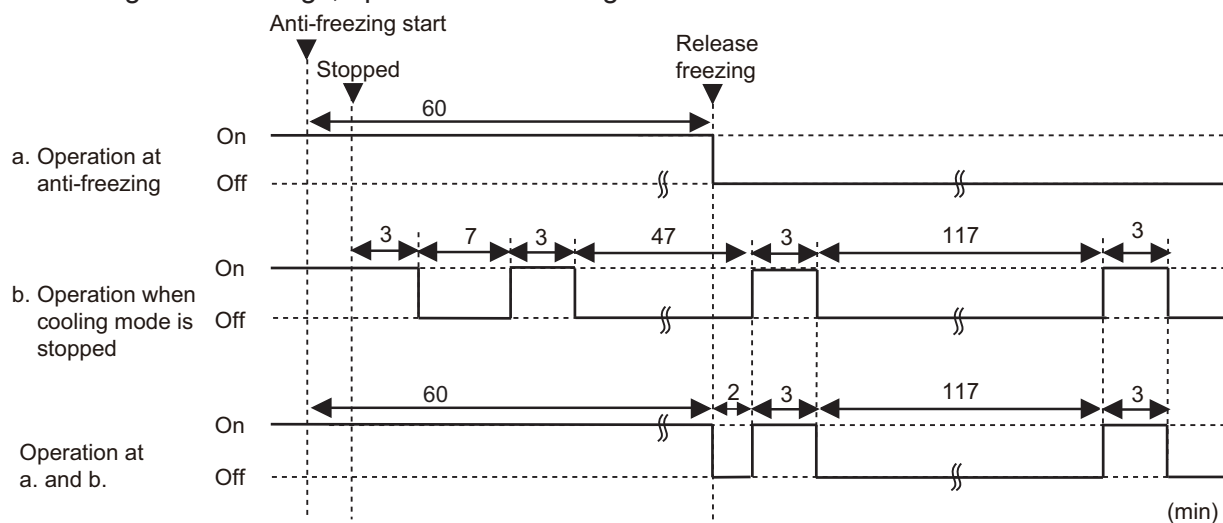 Anti-freezing start
Stopped
Release
freezing
60
a. Operation at
anti-freezing
On
Off
3 7 3 47 3 117 3
b. Operation when
cooling mode is
stopped
On
Off
60 2 3 117 3
Operation at
a. and b.
On
Off
(min)